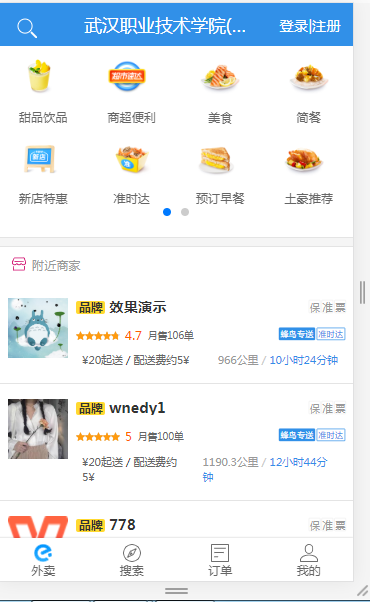 武汉职业技术学院(...
登录|注册
甜品饮品 商超便利 美食 简餐
新店特惠 准时达 预订早餐 土豪推荐
附近商家
品牌 效果演示 保准票
4.7 月售106单 蜂鸟专送 准时达
¥20起送 / 配送费约5¥ 966公里 / 10小时24分钟
品牌 wnedy1 保准票
5 月售100单 蜂鸟专送 准时达
¥20起送 / 配送费约 1190.3公里 / 12小时44分
5¥ 钟
品牌 778 保准票
外卖 搜索 订单 我的